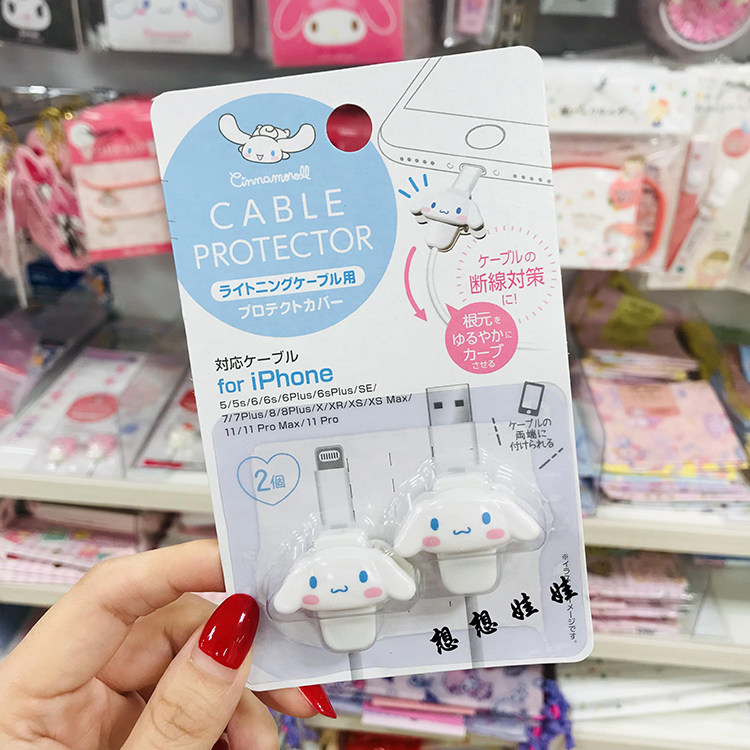 Cinnamoroll
CABLE
PROTECTOR
ライトニングケーブル用
プロテクトカバー
ケーブルの
断線対策
に!
根元を
ゆるやかに
カーブ
させる
対応ケーブル
for iPhone
5/5s/6/6s/6Plus/6sPlus/SE/
7/7Plus/8/8Plus/X/XR/XS/XS Max/
11/11 Pro Max/11 Pro
ケーブルの
両端に
付けられる
2個
想想娃娃